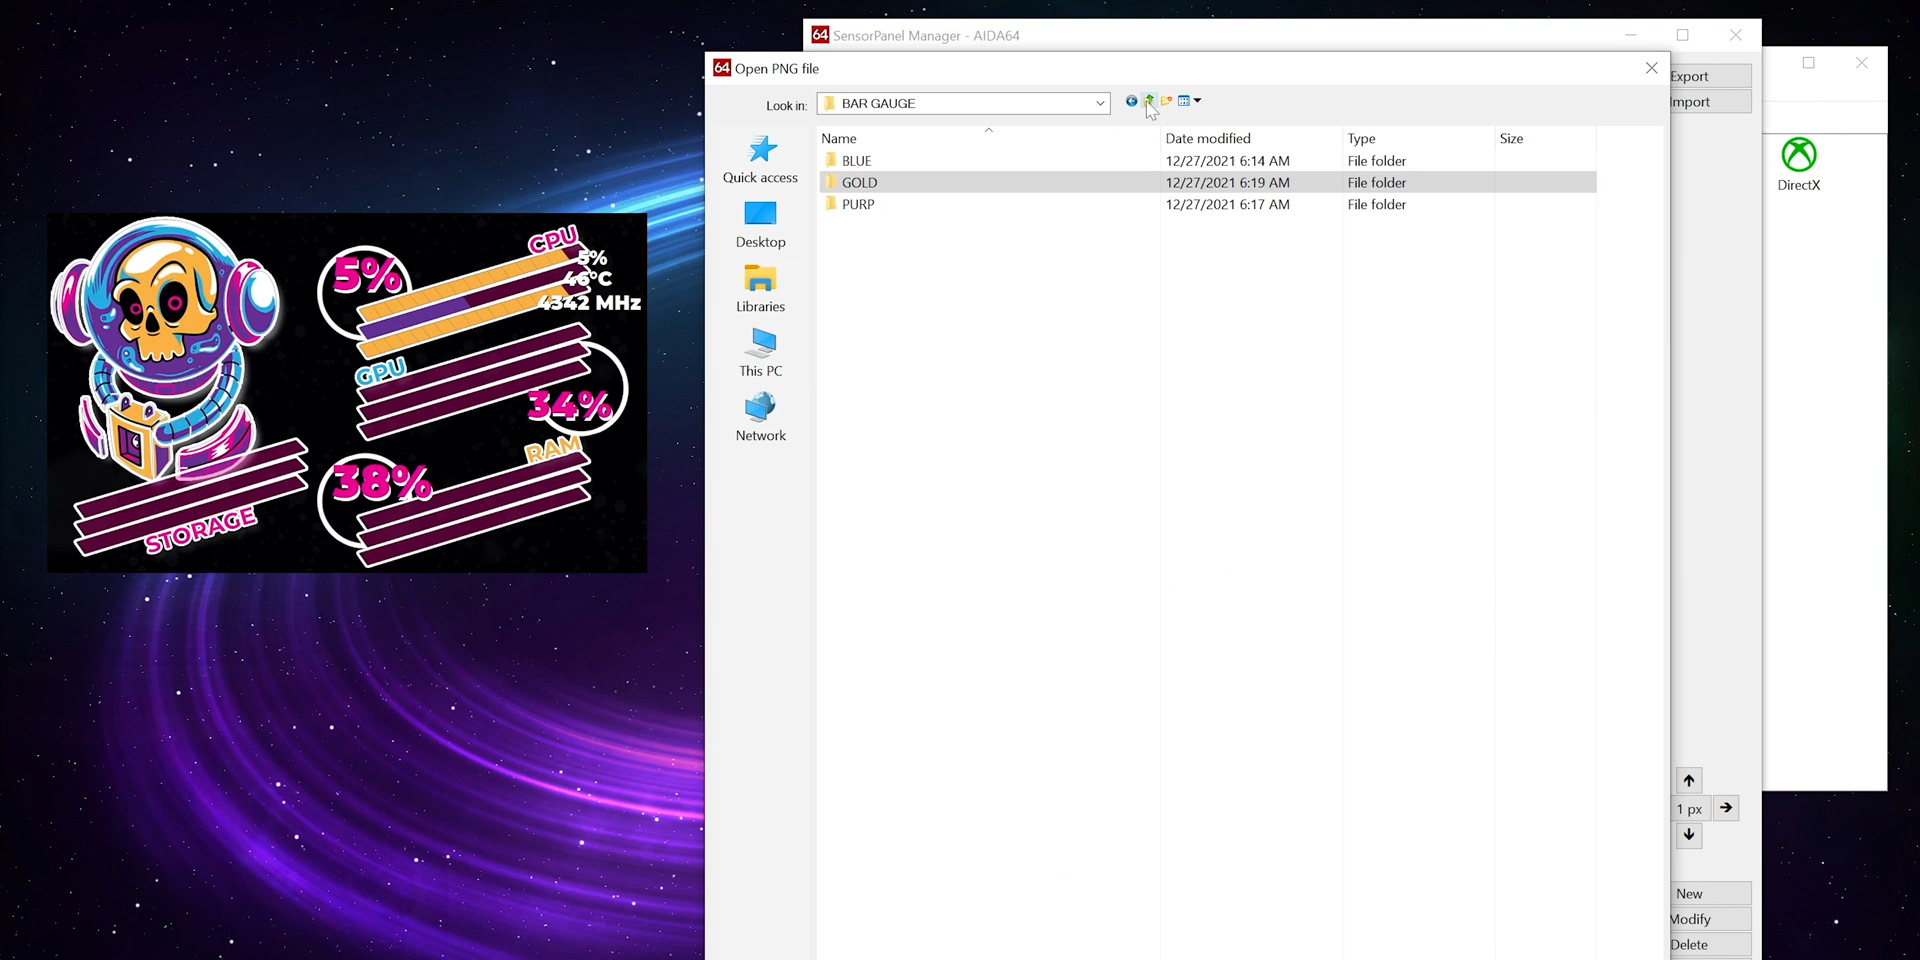 64 SensorPanel Manager - AIDA64
64 Open PNG file
Export
Look in: BAR GAUGE
Import
Name Date modified Type Size
BLUE 12/27/2021 6:14 AM File folder
GOLD 12/27/2021 6:19 AM File folder
PURP 12/27/2021 6:17 AM File folder
Quick access
Desktop
Libraries
This PC
Network
DirectX
CPU
5%
5%
46°C
4342 MHz
GPU
34%
RAM
38%
STORAGE
1 px
New
Modify
Delete